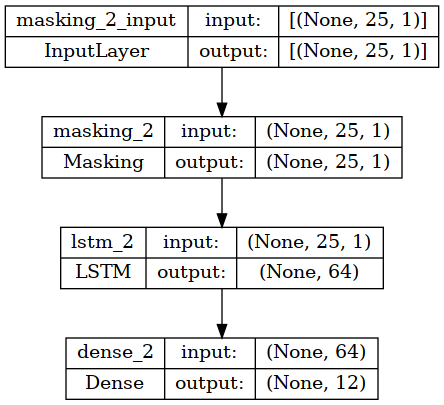 masking_2_input input: [(None, 25, 1)]
InputLayer output: [(None, 25, 1)]
masking_2 input: (None, 25, 1)
Masking output: (None, 25, 1)
lstm_2 input: (None, 25, 1)
LSTM output: (None, 64)
dense_2 input: (None, 64)
Dense output: (None, 12)